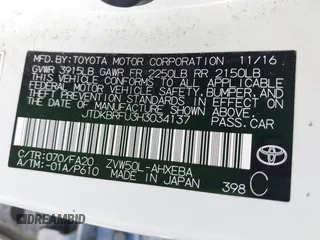 MFD. BY: TOYOTA MOTOR CORPORATION 11/16
GVWR 3915LB GAWR FR 2250LB RR 2150LB
THIS VEHICLE CONFORMS TO ALL APPLICABLE
FEDERAL MOTOR VEHICLE SAFETY, BUMPER, AND
THEFT PREVENTION STANDARDS IN EFFECT ON
THE DATE OF MANUFACTURE SHOWN ABOVE.
JTDKBRFU3H3034137 PASS. CAR
C/TR: 070/FA20 ZVW50L-AHXEBA
A/TM: -01A/P610 MADE IN JAPAN 398 C
TOYOTA
DREAMBID